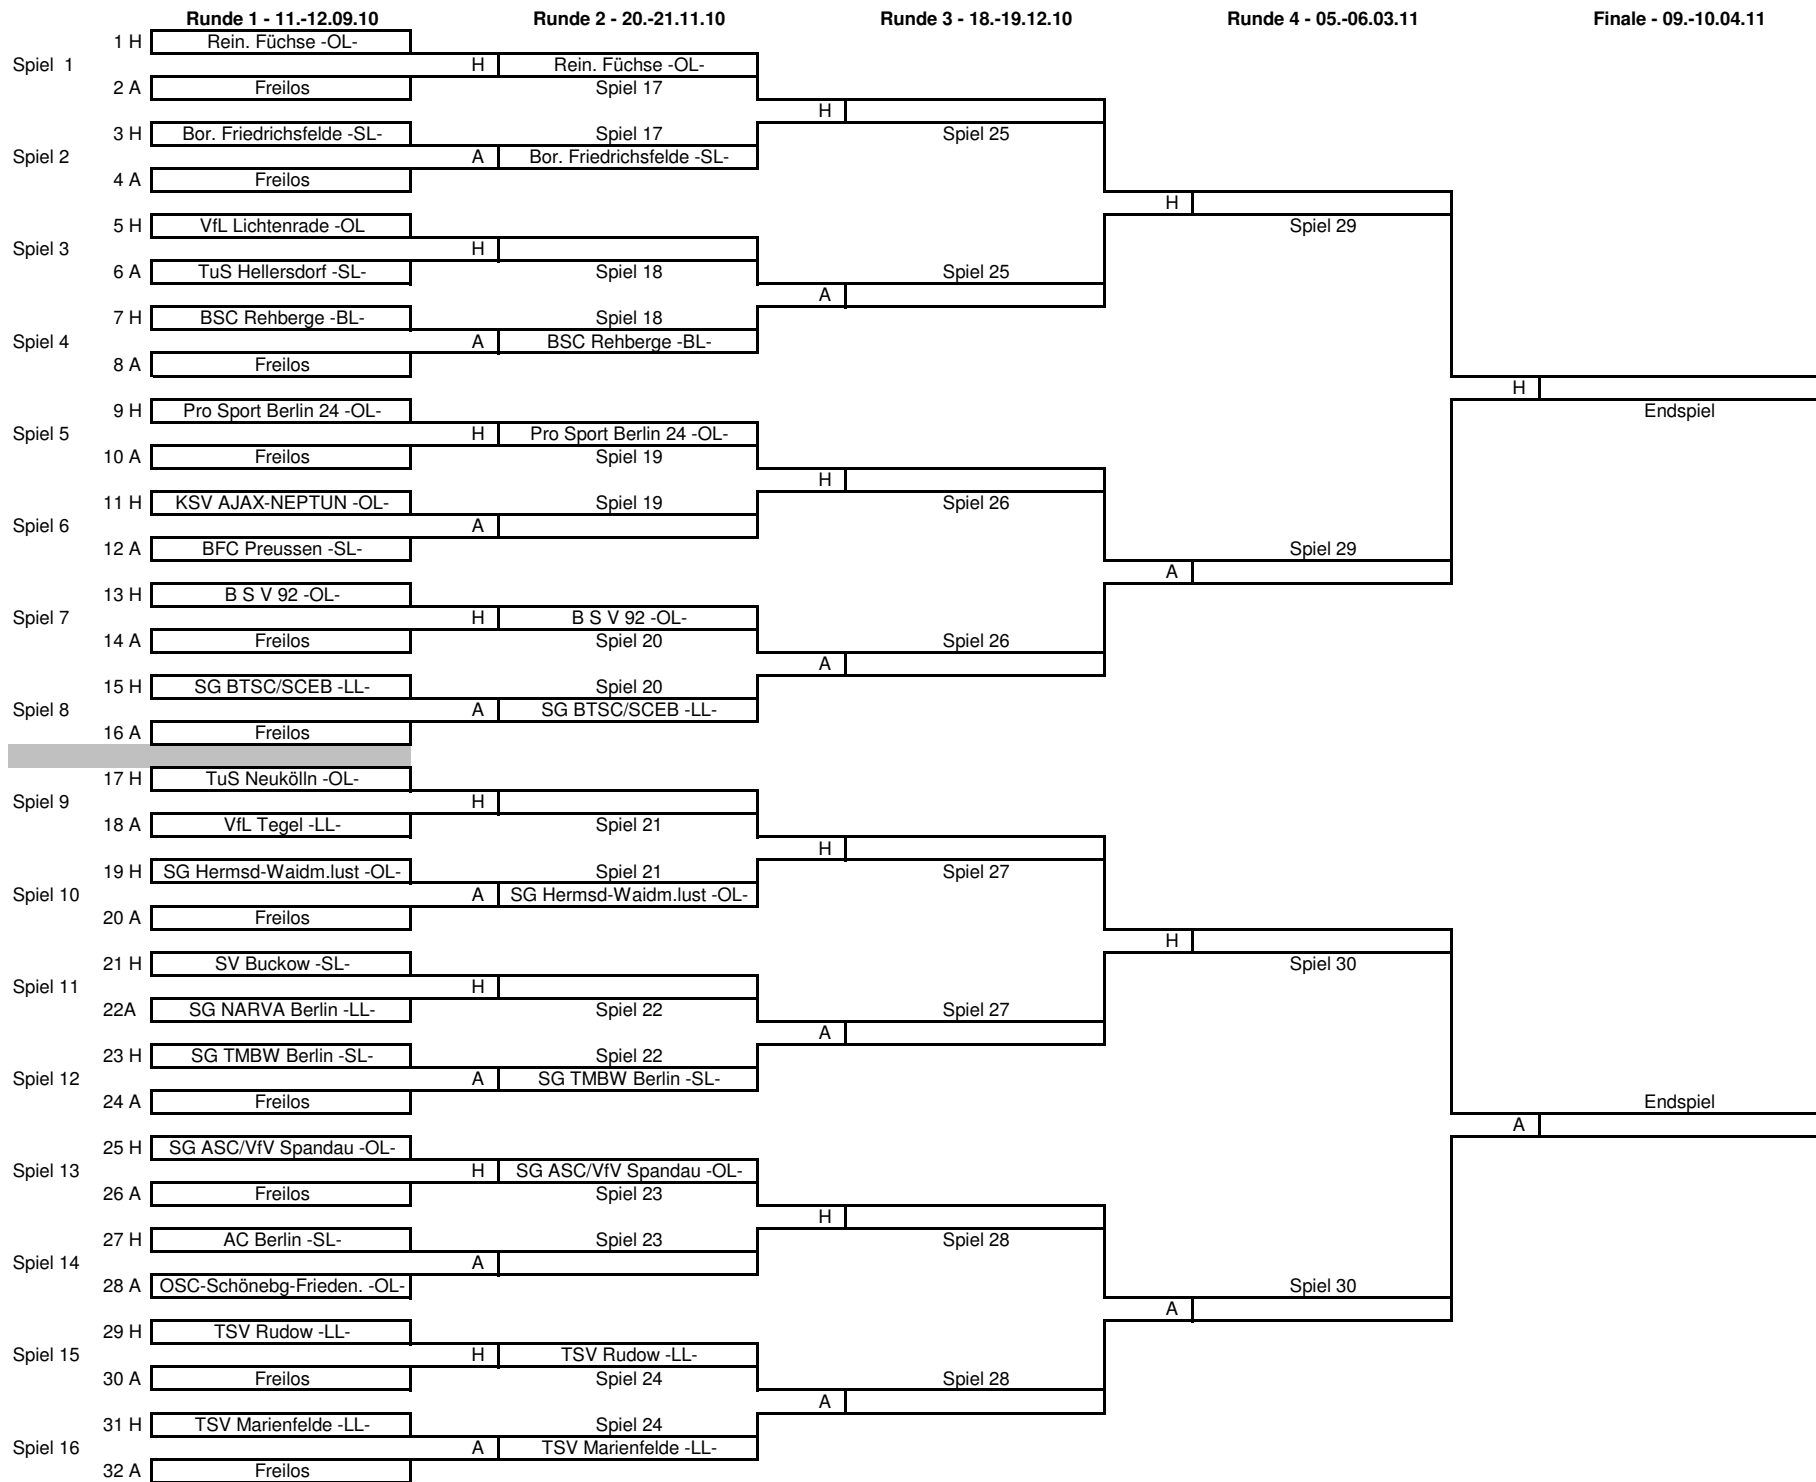 Runde 1 - 11.-12.09.10 Runde 2 - 20.-21.11.10 Runde 3 - 18.-19.12.10 Runde 4 - 05.-06.03.11 Finale - 09.-10.04.11
1 H Rein. Füchse -OL-
Spiel 1 H Rein. Füchse -OL-
2 A Freilos Spiel 17
H
3 H Bor. Friedrichsfelde -SL- Spiel 17 Spiel 25
Spiel 2 A Bor. Friedrichsfelde -SL-
4 A Freilos
H
5 H VfL Lichtenrade -OL Spiel 29
Spiel 3 H
6 A TuS Hellersdorf -SL- Spiel 18 Spiel 25
A
7 H BSC Rehberge -BL- Spiel 18
Spiel 4 A BSC Rehberge -BL-
8 A Freilos
H
9 H Pro Sport Berlin 24 -OL- Endspiel
Spiel 5 H Pro Sport Berlin 24 -OL-
10 A Freilos Spiel 19
H
11 H KSV AJAX-NEPTUN -OL- Spiel 19 Spiel 26
Spiel 6 A
12 A BFC Preussen -SL- Spiel 29
A
13 H B S V 92 -OL-
Spiel 7 H B S V 92 -OL-
14 A Freilos Spiel 20 Spiel 26
A
15 H SG BTSC/SCEB -LL- Spiel 20
Spiel 8 A SG BTSC/SCEB -LL-
16 A Freilos
17 H TuS Neukölln -OL-
Spiel 9 H
18 A VfL Tegel -LL- Spiel 21
H
19 H SG Hermsd-Waidm.lust -OL- Spiel 21 Spiel 27
Spiel 10 A SG Hermsd-Waidm.lust -OL-
20 A Freilos
H
21 H SV Buckow -SL- Spiel 30
Spiel 11 H
22A SG NARVA Berlin -LL- Spiel 22 Spiel 27
A
23 H SG TMBW Berlin -SL- Spiel 22
Spiel 12 A SG TMBW Berlin -SL-
24 A Freilos Endspiel
A
25 H SG ASC/VfV Spandau -OL-
Spiel 13 H SG ASC/VfV Spandau -OL-
26 A Freilos Spiel 23
H
27 H AC Berlin -SL- Spiel 23 Spiel 28
Spiel 14 A
28 A OSC-Schönebg-Frieden. -OL- Spiel 30
A
29 H TSV Rudow -LL-
Spiel 15 H TSV Rudow -LL-
30 A Freilos Spiel 24 Spiel 28
A
31 H TSV Marienfelde -LL- Spiel 24
Spiel 16 A TSV Marienfelde -LL-
32 A Freilos